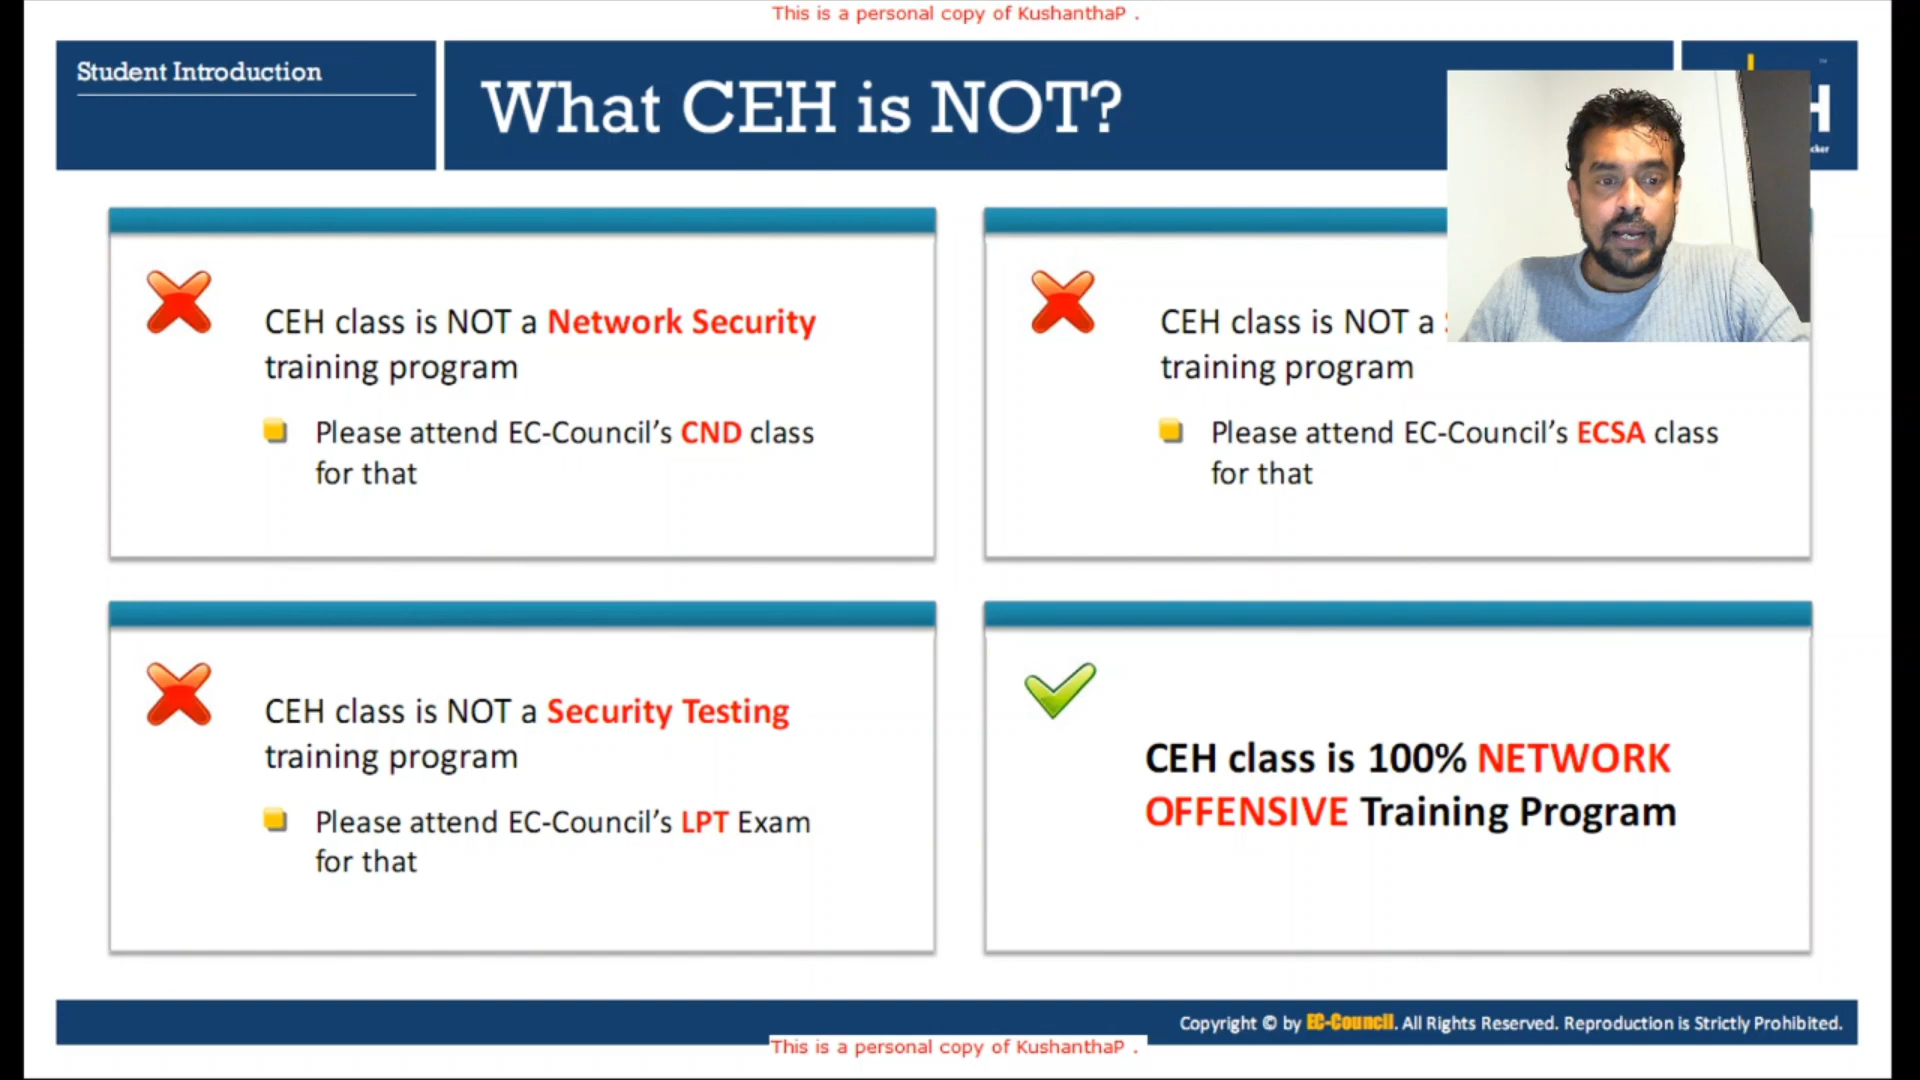 This is a personal copy of KushanthaP .
Student Introduction
What CEH is NOT?
CEH class is NOT a Network Security
training program
Please attend EC-Council's CND class
for that
CEH class is NOT a
training program
Please attend EC-Council's ECSA class
for that
CEH class is NOT a Security Testing
training program
Please attend EC-Council's LPT Exam
for that
CEH class is 100% NETWORK
OFFENSIVE Training Program
Copyright © by EC-Council. All Rights Reserved. Reproduction is Strictly Prohibited.
This is a personal copy of KushanthaP .